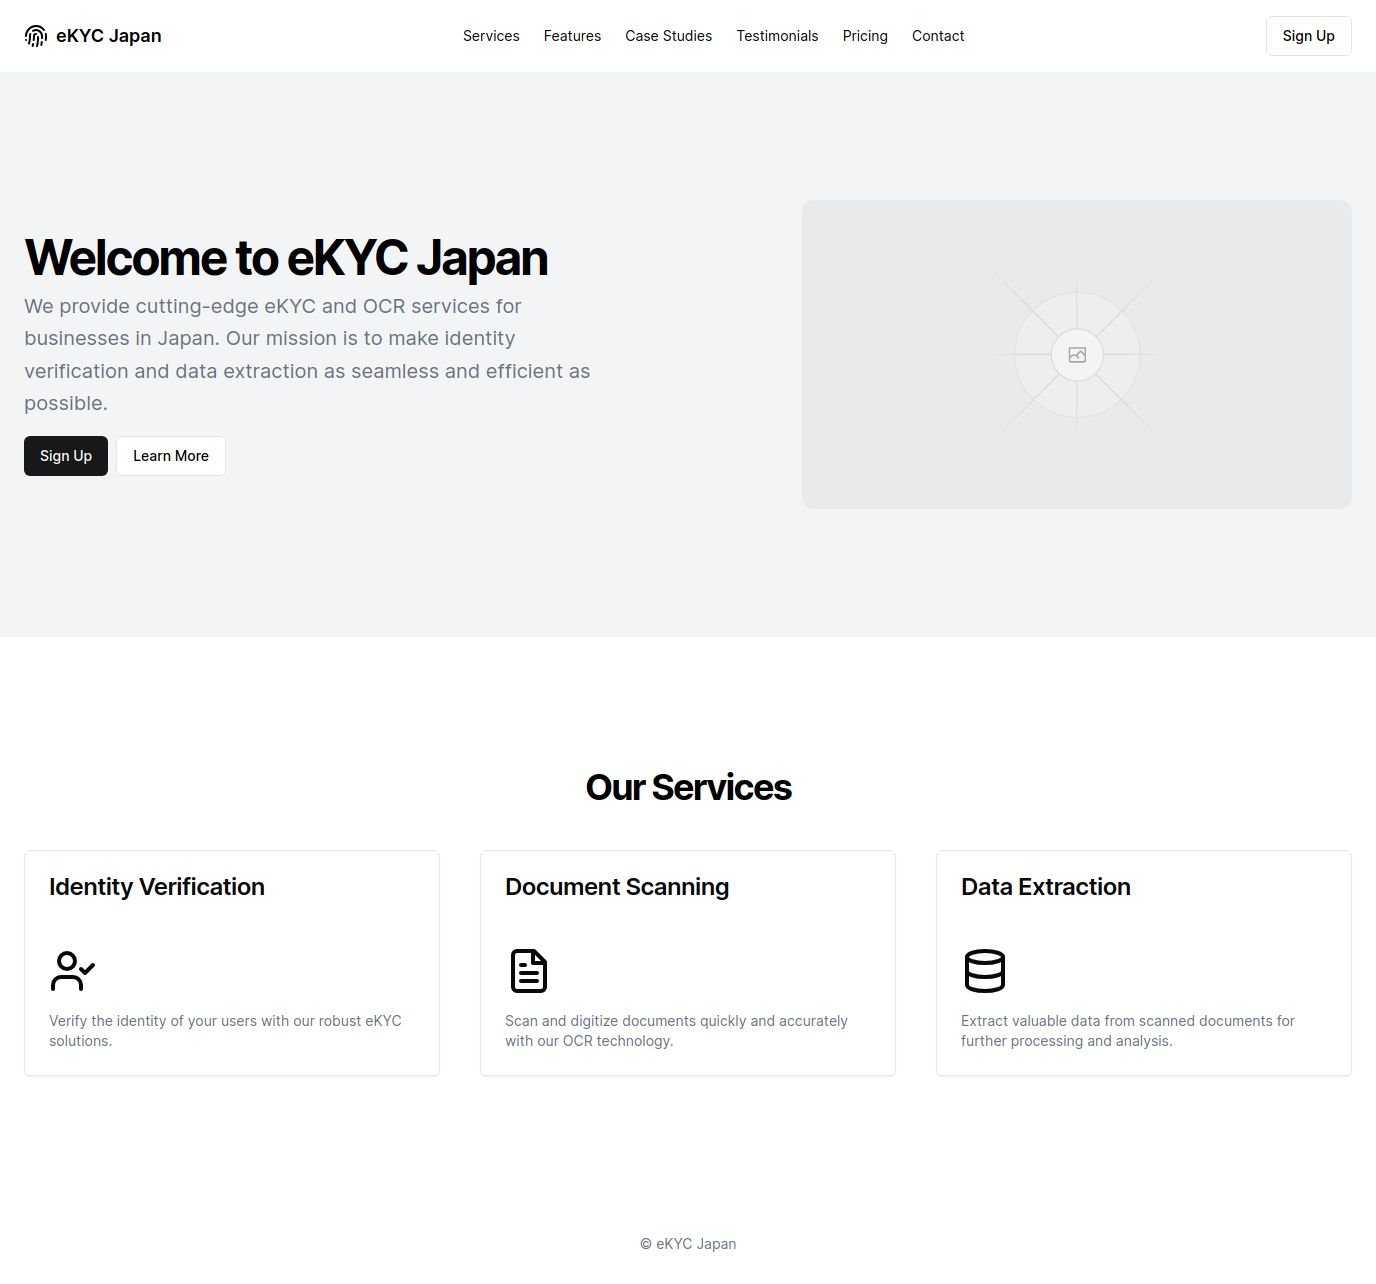 eKYC Japan
Services
Features
Case Studies
Testimonials
Pricing
Contact
Sign Up
Welcome to eKYC Japan
We provide cutting-edge eKYC and OCR services for
businesses in Japan. Our mission is to make identity
verification and data extraction as seamless and efficient as
possible.
Sign Up
Learn More
Our Services
Identity Verification
Verify the identity of your users with our robust eKYC
solutions.
Document Scanning
Scan and digitize documents quickly and accurately
with our OCR technology.
Data Extraction
Extract valuable data from scanned documents for
further processing and analysis.
© eKYC Japan